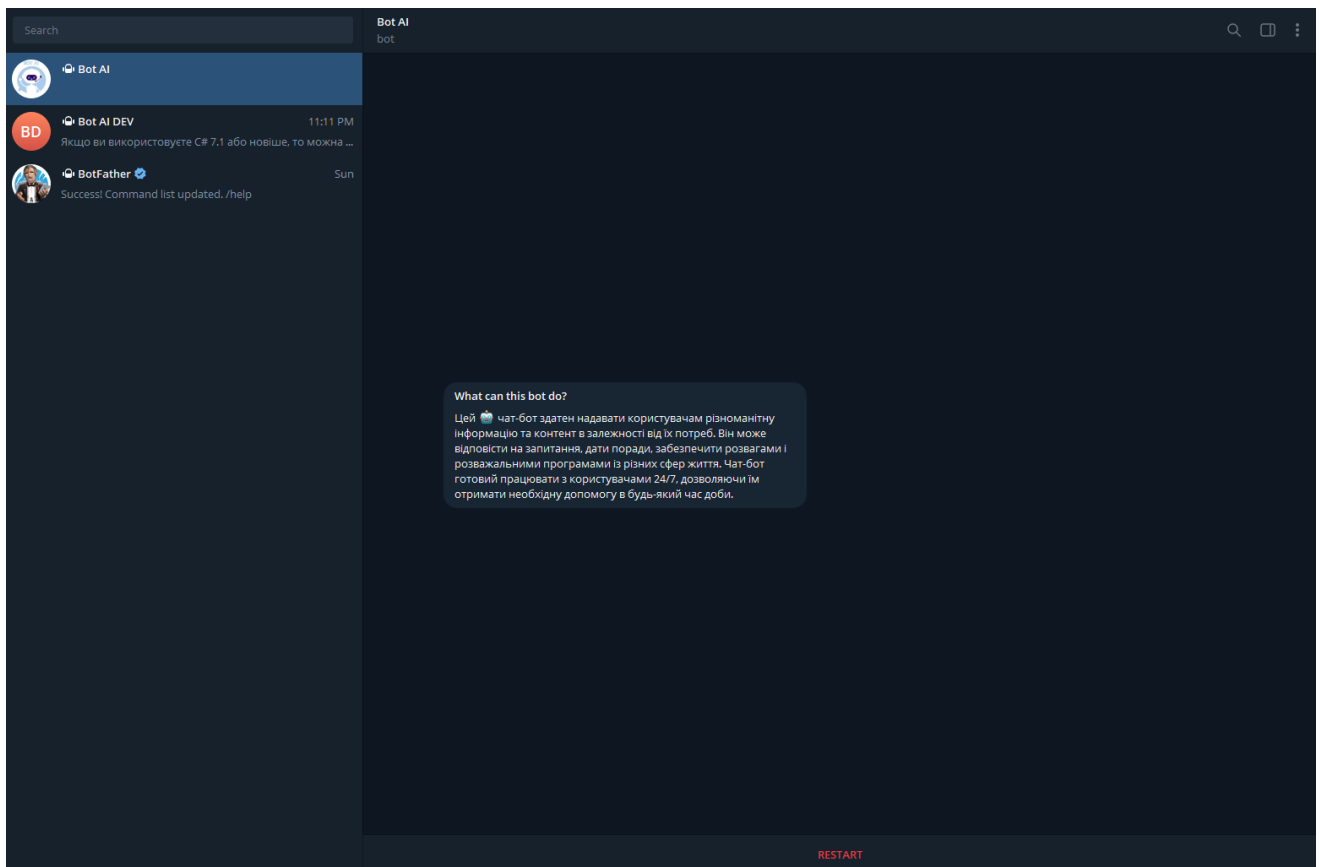 Search
Bot AI
Bot AI DEV 11:11 PM
BD
Якщо ви використовуєте C# 7.1 або новіше, то можна ...
BotFather Sun
Success! Command list updated. /help
Bot AI
bot
What can this bot do?
Цей 🤖 чат-бот здатен надавати користувачам різноманітну
інформацію та контент в залежності від їх потреб. Він може
відповісти на запитання, дати поради, забезпечити розвагами і
розважальними програмами із різних сфер життя. Чат-бот
готовий працювати з користувачами 24/7, дозволяючи їм
отримати необхідну допомогу в будь-який час доби.
RESTART